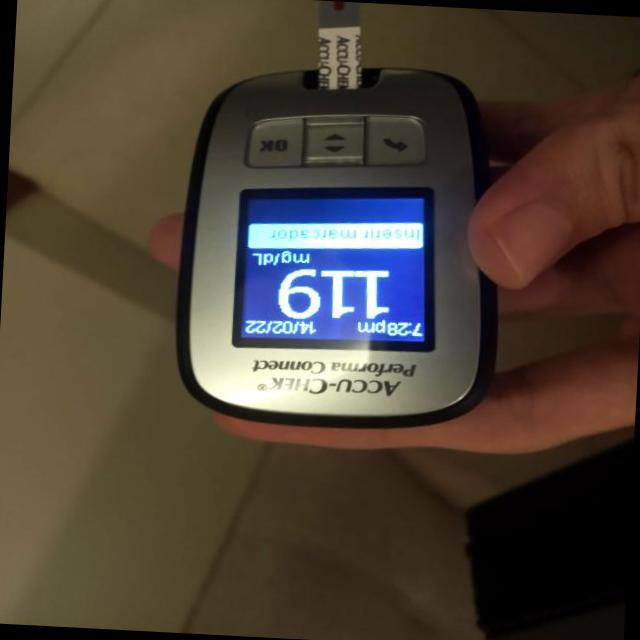 ACCU-CHEK®
Performa Connect
7:28pm 14/02/22
119
mg/dL
Inserir marcador
OK